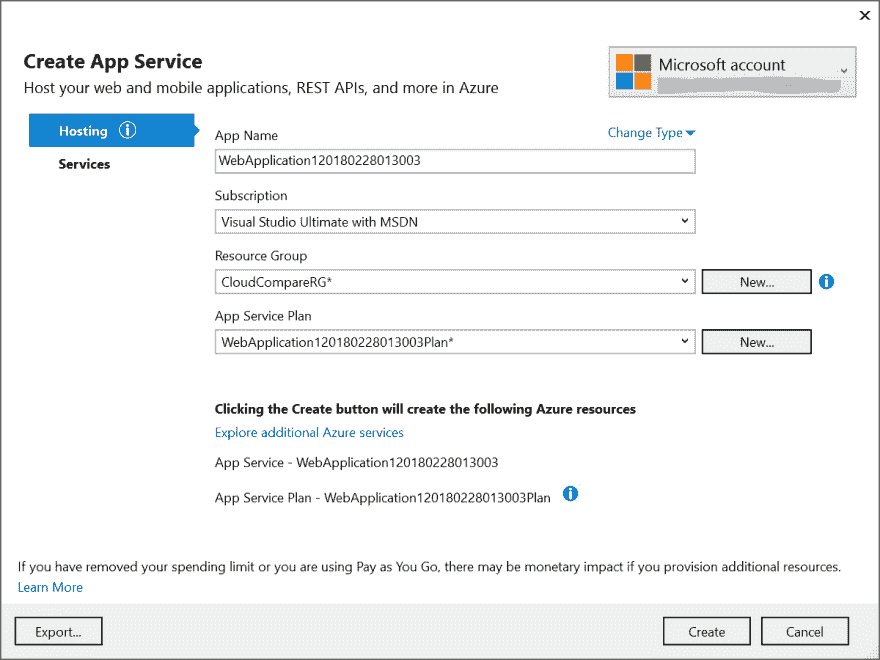 Create App Service
Host your web and mobile applications, REST APIs, and more in Azure
Microsoft account
Hosting
Services
App Name
Change Type
WebApplication120180228013003
Subscription
Visual Studio Ultimate with MSDN
Resource Group
CloudCompareRG*
New...
App Service Plan
WebApplication120180228013003Plan*
New...
Clicking the Create button will create the following Azure resources
Explore additional Azure services
App Service - WebApplication120180228013003
App Service Plan - WebApplication120180228013003Plan
If you have removed your spending limit or you are using Pay as You Go, there may be monetary impact if you provision additional resources.
Learn More
Export...
Create
Cancel